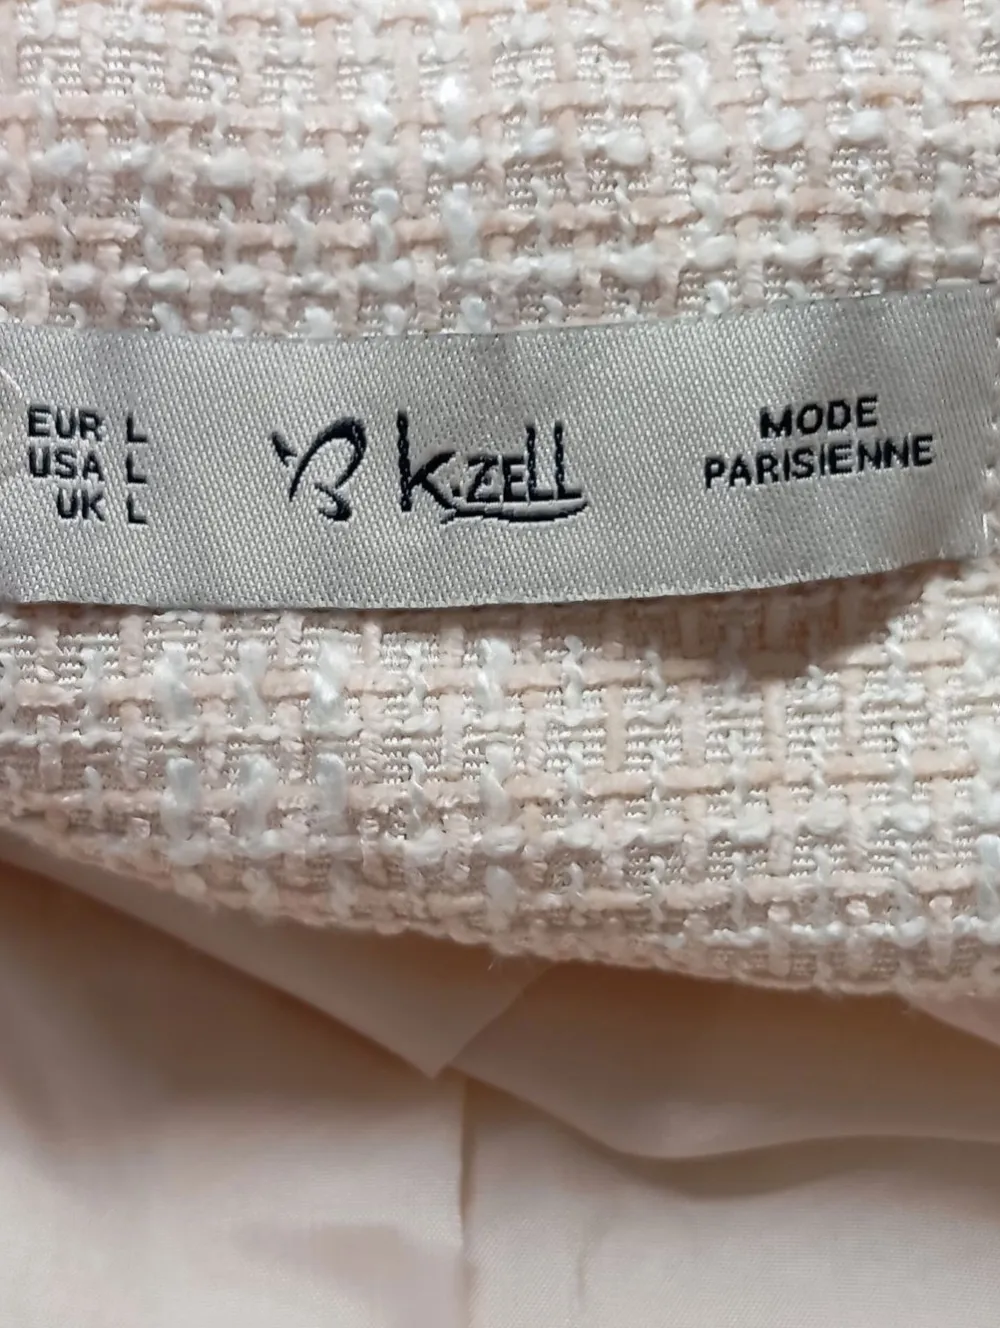 EUR L
USA L
UK L
k.zell
MODE
PARISIENNE